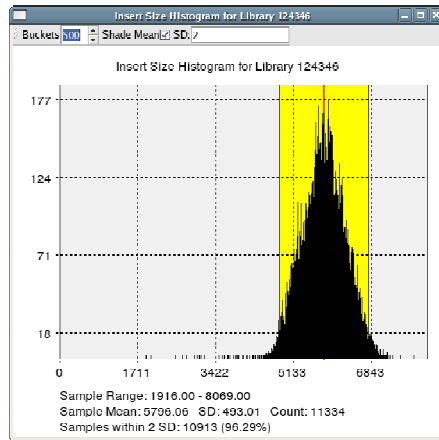 Insert Size Histogram for Library 124346
Buckets 500 Shade Mean SD: 2
Insert Size Histogram for Library 124346
177
124
71
18
0 1711 3422 5133 6843
Sample Range: 1916.00 - 8069.00
Sample Mean: 5796.06 SD: 493.01 Count: 11334
Samples within 2 SD: 10913 (96.29%)